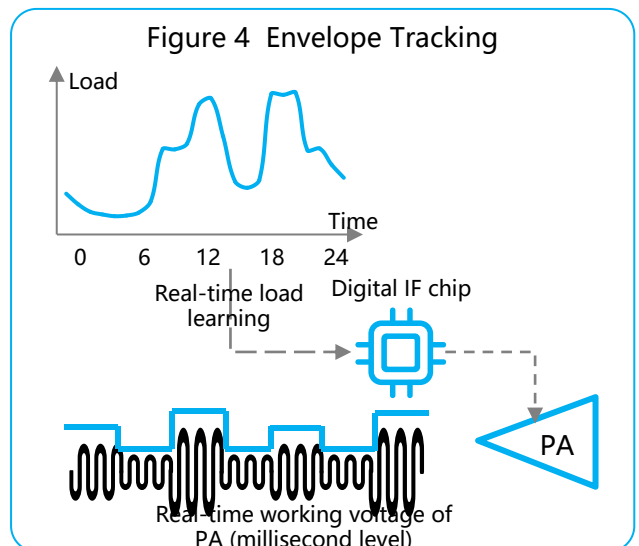 Figure 4 Envelope Tracking
Load
Time
0 6 12 18 24
Real-time load
learning
Digital IF chip
PA
Real-time working voltage of
PA (millisecond level)